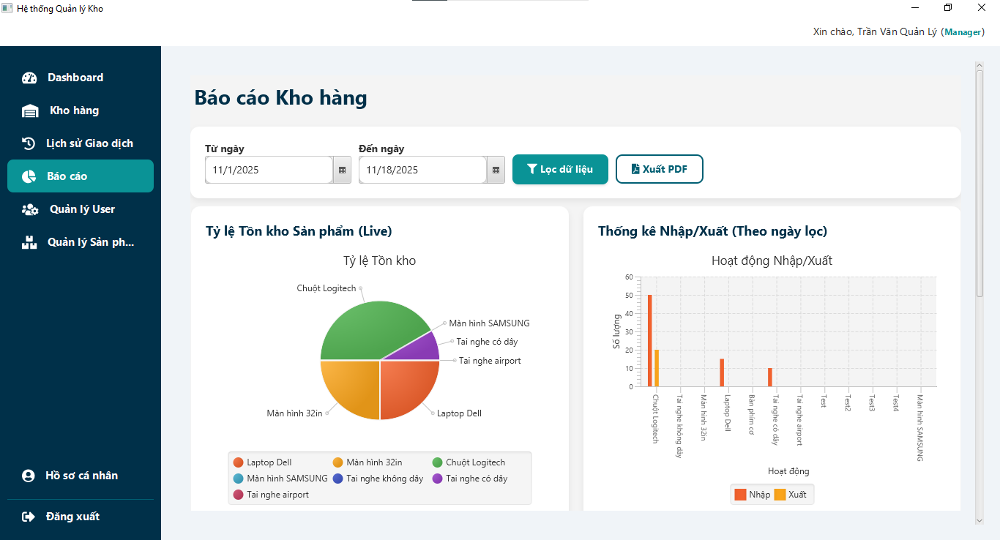 Hệ thống Quản lý Kho
Xin chào, Trần Văn Quản Lý (Manager)
Dashboard
Kho hàng
Lịch sử Giao dịch
Báo cáo
Quản lý User
Quản lý Sản ph...
Hồ sơ cá nhân
Đăng xuất
Báo cáo Kho hàng
Từ ngày Đến ngày
11/1/2025 11/18/2025 Lọc dữ liệu Xuất PDF
Tỷ lệ Tồn kho Sản phẩm (Live)
Tỷ lệ Tồn kho
Chuột Logitech
Màn hình SAMSUNG
Tai nghe có dây
Tai nghe airport
Màn hình 32in
Laptop Dell
Laptop Dell Màn hình 32in Chuột Logitech
Màn hình SAMSUNG Tai nghe không dây Tai nghe có dây
Tai nghe airport
Thống kê Nhập/Xuất (Theo ngày lọc)
Hoạt động Nhập/Xuất
Số lượng
60
50
40
30
20
10
0
Chuột Logitech
Tai nghe không dây
Màn hình 32in
Laptop Dell
Bàn phím cơ
Tai nghe có dây
Tai nghe airport
Test
Test2
Test3
Test4
Màn hình SAMSUNG
Hoạt động
Nhập Xuất